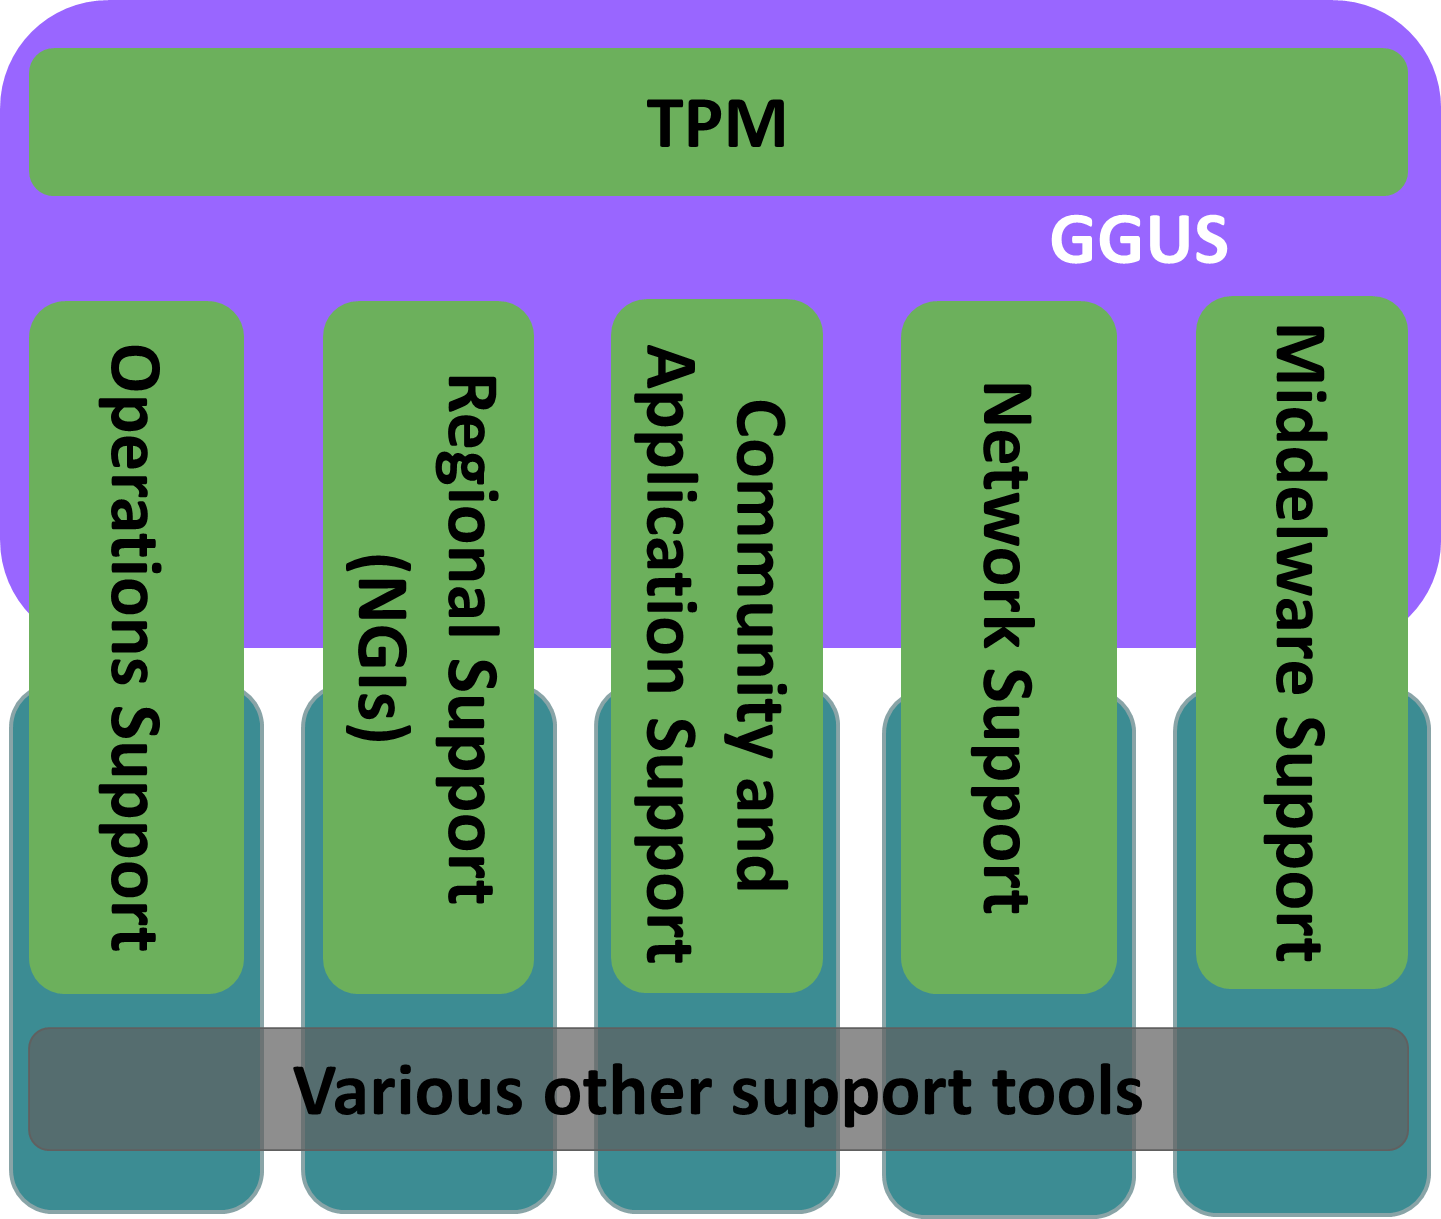 TPM
GGUS
Operations Support
Regional Support
(NGIs)
Community and
Application Support
Network Support
Middelware Support
Various other support tools